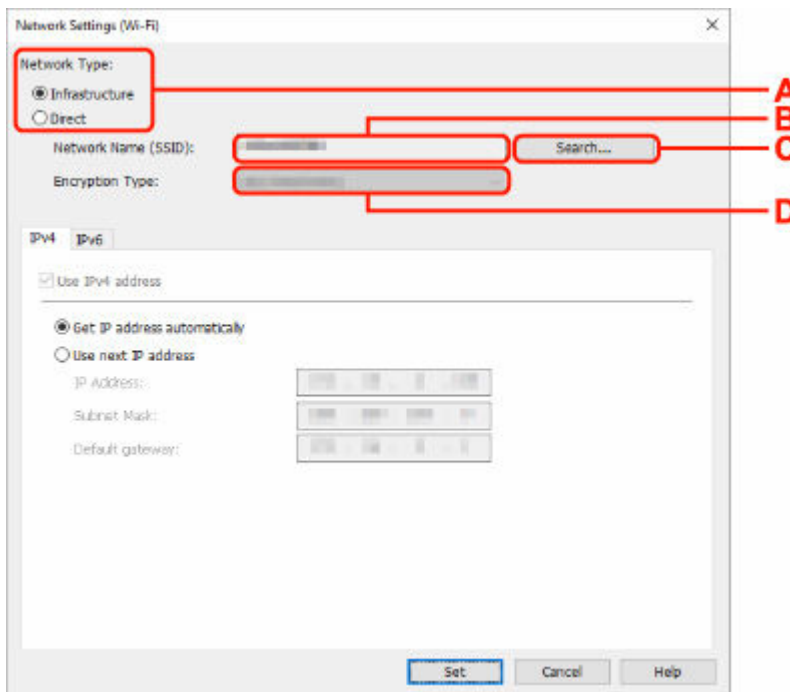 Network Settings (Wi-Fi)
Network Type:
Infrastructure
A
Direct
B
Network Name (SSID):
Search...
C
Encryption Type:
D
IPv4
IPv6
Use IPv4 address
Get IP address automatically
Use next IP address
IP Address:
Subnet Mask:
Default gateway:
Set
Cancel
Help